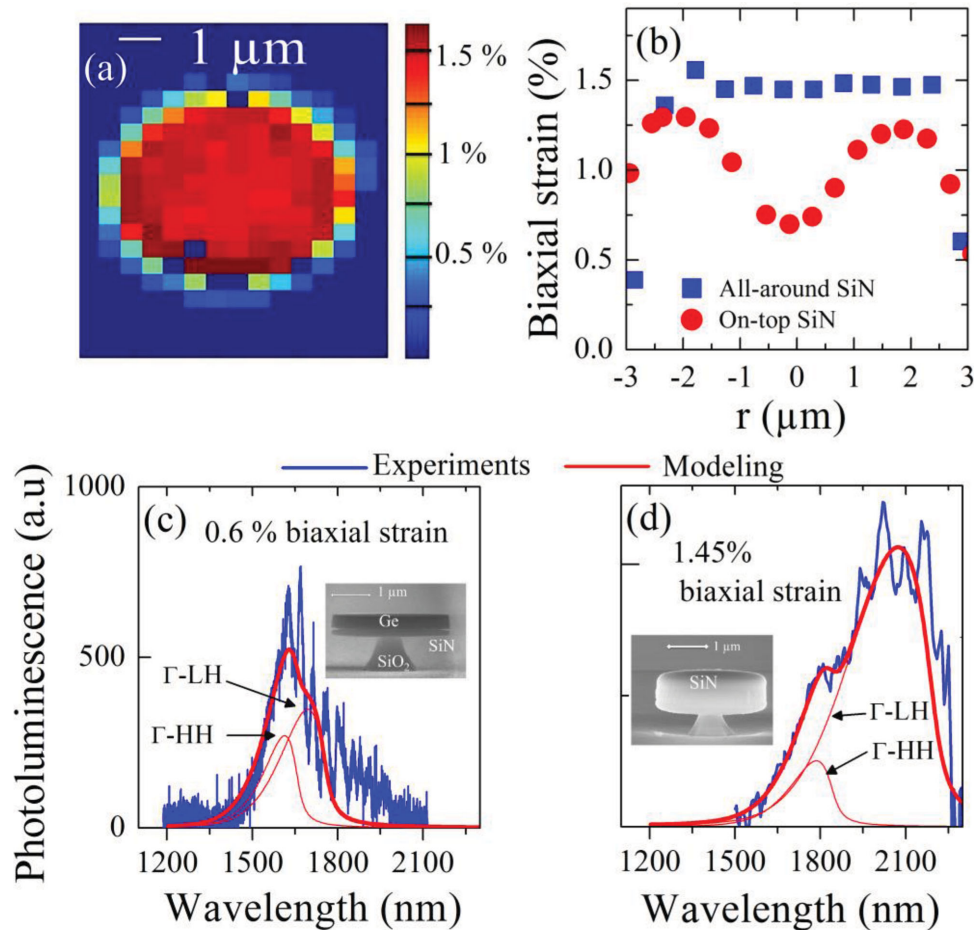 (a)
1 µm
1.5 %
1 %
0.5 %
(b)
Biaxial strain (%)
2.0
1.5
1.0
0.5
0.0
All-around SiN
On-top SiN
-3 -2 -1 0 1 2 3
r (µm)
Experiments
Modeling
Photoluminescence (a.u)
1000
500
0
(c)
0.6 % biaxial strain
1 µm
Ge
SiN
SiO₂
Γ-LH
Γ-HH
1200 1500 1800 2100
Wavelength (nm)
(d)
1.45%
biaxial strain
1 µm
SiN
Γ-LH
Γ-HH
1200 1500 1800 2100
Wavelength (nm)